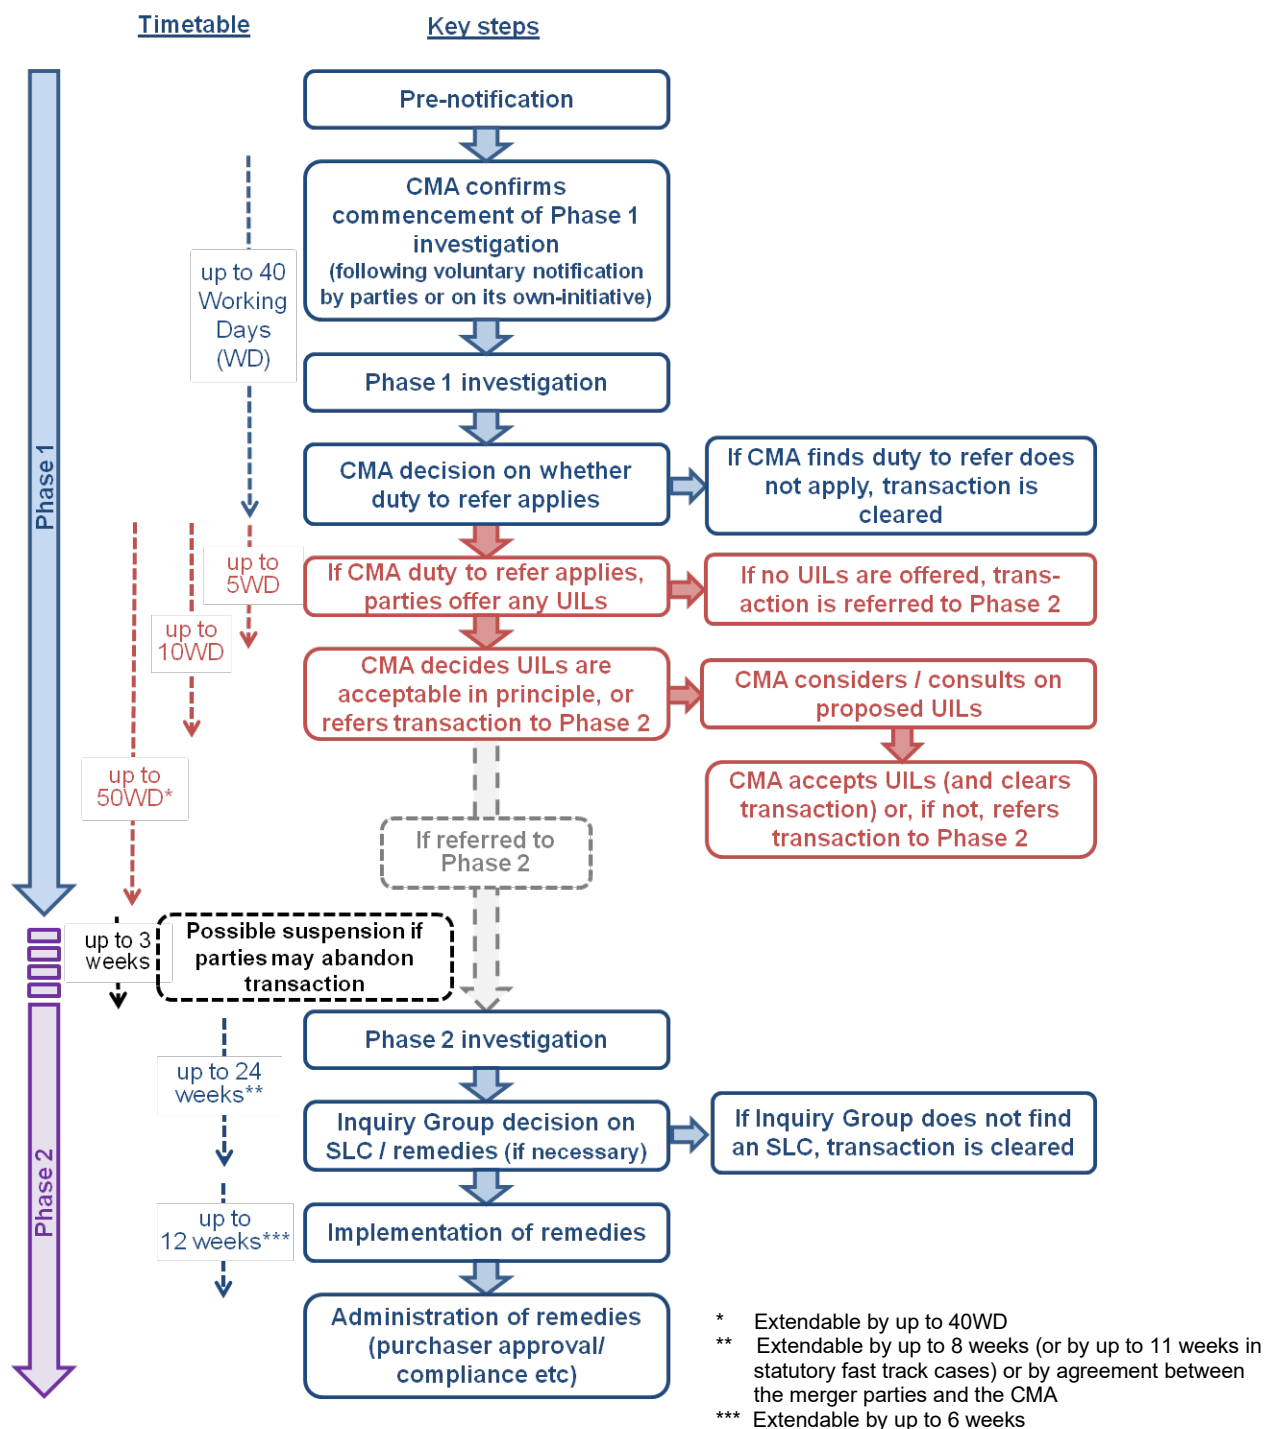 Timetable
Key steps
Pre-notification
CMA confirms
commencement of Phase 1
investigation
(following voluntary notification
by parties or on its own-initiative)
up to 40
Working
Days
(WD)
Phase 1 investigation
Phase 1
CMA decision on whether
duty to refer applies
If CMA finds duty to refer does
not apply, transaction is
cleared
up to
5WD
If CMA duty to refer applies,
parties offer any UILs
If no UILs are offered, trans-
action is referred to Phase 2
up to
10WD
CMA decides UILs are
acceptable in principle, or
refers transaction to Phase 2
CMA considers / consults on
proposed UILs
up to
50WD*
CMA accepts UILs (and clears
transaction) or, if not, refers
transaction to Phase 2
If referred to
Phase 2
up to 3
weeks
Possible suspension if
parties may abandon
transaction
Phase 2 investigation
up to 24
weeks**
Inquiry Group decision on
SLC / remedies (if necessary)
If Inquiry Group does not find
an SLC, transaction is cleared
Phase 2
up to
12 weeks***
Implementation of remedies
Administration of remedies
(purchaser approval/
compliance etc)
* Extendable by up to 40WD
** Extendable by up to 8 weeks (or by up to 11 weeks in
statutory fast track cases) or by agreement between
the merger parties and the CMA
*** Extendable by up to 6 weeks